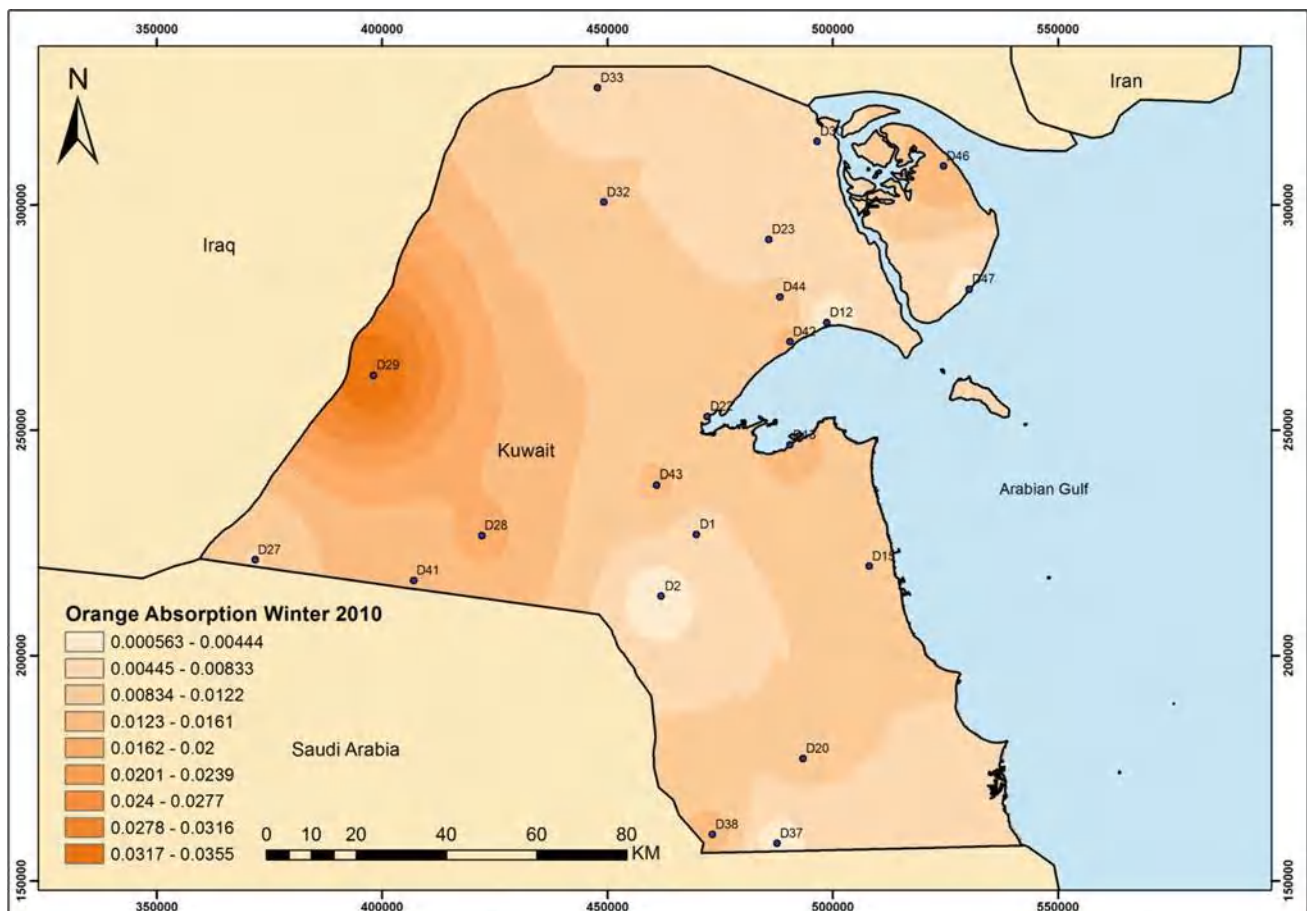 350000 400000 450000 500000 550000
N
Iran
D33
D30
D46
D32
300000 300000
D23
Iraq
D47
D44
D12
D42
D29
D22
250000 250000
Kuwait
D43
Arabian Gulf
D1
D28
D27
D15
D41
D2
Orange Absorption Winter 2010
0.000563 - 0.00444
0.00445 - 0.00833
200000 200000
0.00834 - 0.0122
0.0123 - 0.0161
0.0162 - 0.02
Saudi Arabia
D20
0.0201 - 0.0239
0.024 - 0.0277
0.0278 - 0.0316
0.0317 - 0.0355
D38
D37
0 10 20 40 60 80
KM
150000 150000
350000 400000 450000 500000 550000